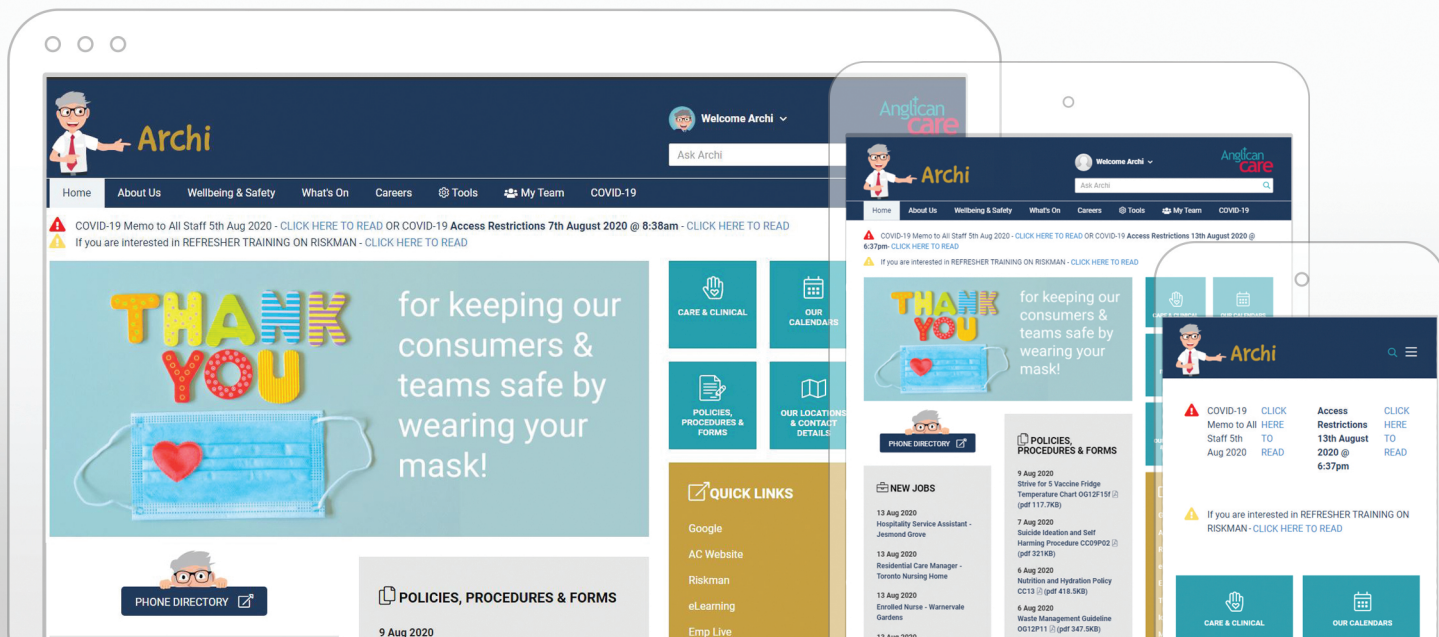 Archi
Welcome Archi
Anglican
care
Ask Archi
Home About Us Wellbeing & Safety What's On Careers Tools My Team COVID-19
COVID-19 Memo to All Staff 5th Aug 2020 - CLICK HERE TO READ OR COVID-19 Access Restrictions 7th August 2020 @ 8:38am - CLICK HERE TO READ
If you are interested in REFRESHER TRAINING ON RISKMAN - CLICK HERE TO READ
THANK
YOU
for keeping our
consumers &
teams safe by
wearing your
mask!
CARE & CLINICAL
OUR
CALENDARS
POLICIES,
PROCEDURES &
FORMS
OUR LOCATIONS
& CONTACT
DETAILS
QUICK LINKS
Google
AC Website
Riskman
eLearning
Emp Live
PHONE DIRECTORY
POLICIES, PROCEDURES & FORMS
9 Aug 2020
Archi
Welcome Archi
Anglican
care
Ask Archi
Home About Us Wellbeing & Safety What's On Careers Tools My Team COVID-19
COVID-19 Memo to All Staff 5th Aug 2020 - CLICK HERE TO READ OR COVID-19 Access Restrictions 13th August 2020 @
6:37pm- CLICK HERE TO READ
If you are interested in REFRESHER TRAINING ON RISKMAN - CLICK HERE TO READ
THANK
YOU
for keeping our
consumers &
teams safe by
wearing your
mask!
CARE & CLINICAL
OUR CALENDARS
PHONE DIRECTORY
NEW JOBS
13 Aug 2020
Hospitality Service Assistant -
Jesmond Grove
13 Aug 2020
Residential Care Manager -
Toronto Nursing Home
13 Aug 2020
Enrolled Nurse - Warnervale
Gardens
13 Aug 2020
POLICIES,
PROCEDURES & FORMS
9 Aug 2020
Strive for 5 Vaccine Fridge
Temperature Chart OG12F15f
(pdf 117.7KB)
7 Aug 2020
Suicide Ideation and Self
Harming Procedure CC09P02
(pdf 321KB)
6 Aug 2020
Nutrition and Hydration Policy
CC13 (pdf 418.5KB)
6 Aug 2020
Waste Management Guideline
OG12P11 (pdf 347.5KB)
Archi
COVID-19 CLICK Access CLICK
Memo to All HERE Restrictions HERE
Staff 5th TO 13th August TO
Aug 2020 READ 2020 @ READ
6:37pm
If you are interested in REFRESHER TRAINING ON
RISKMAN - CLICK HERE TO READ
CARE & CLINICAL
OUR CALENDARS